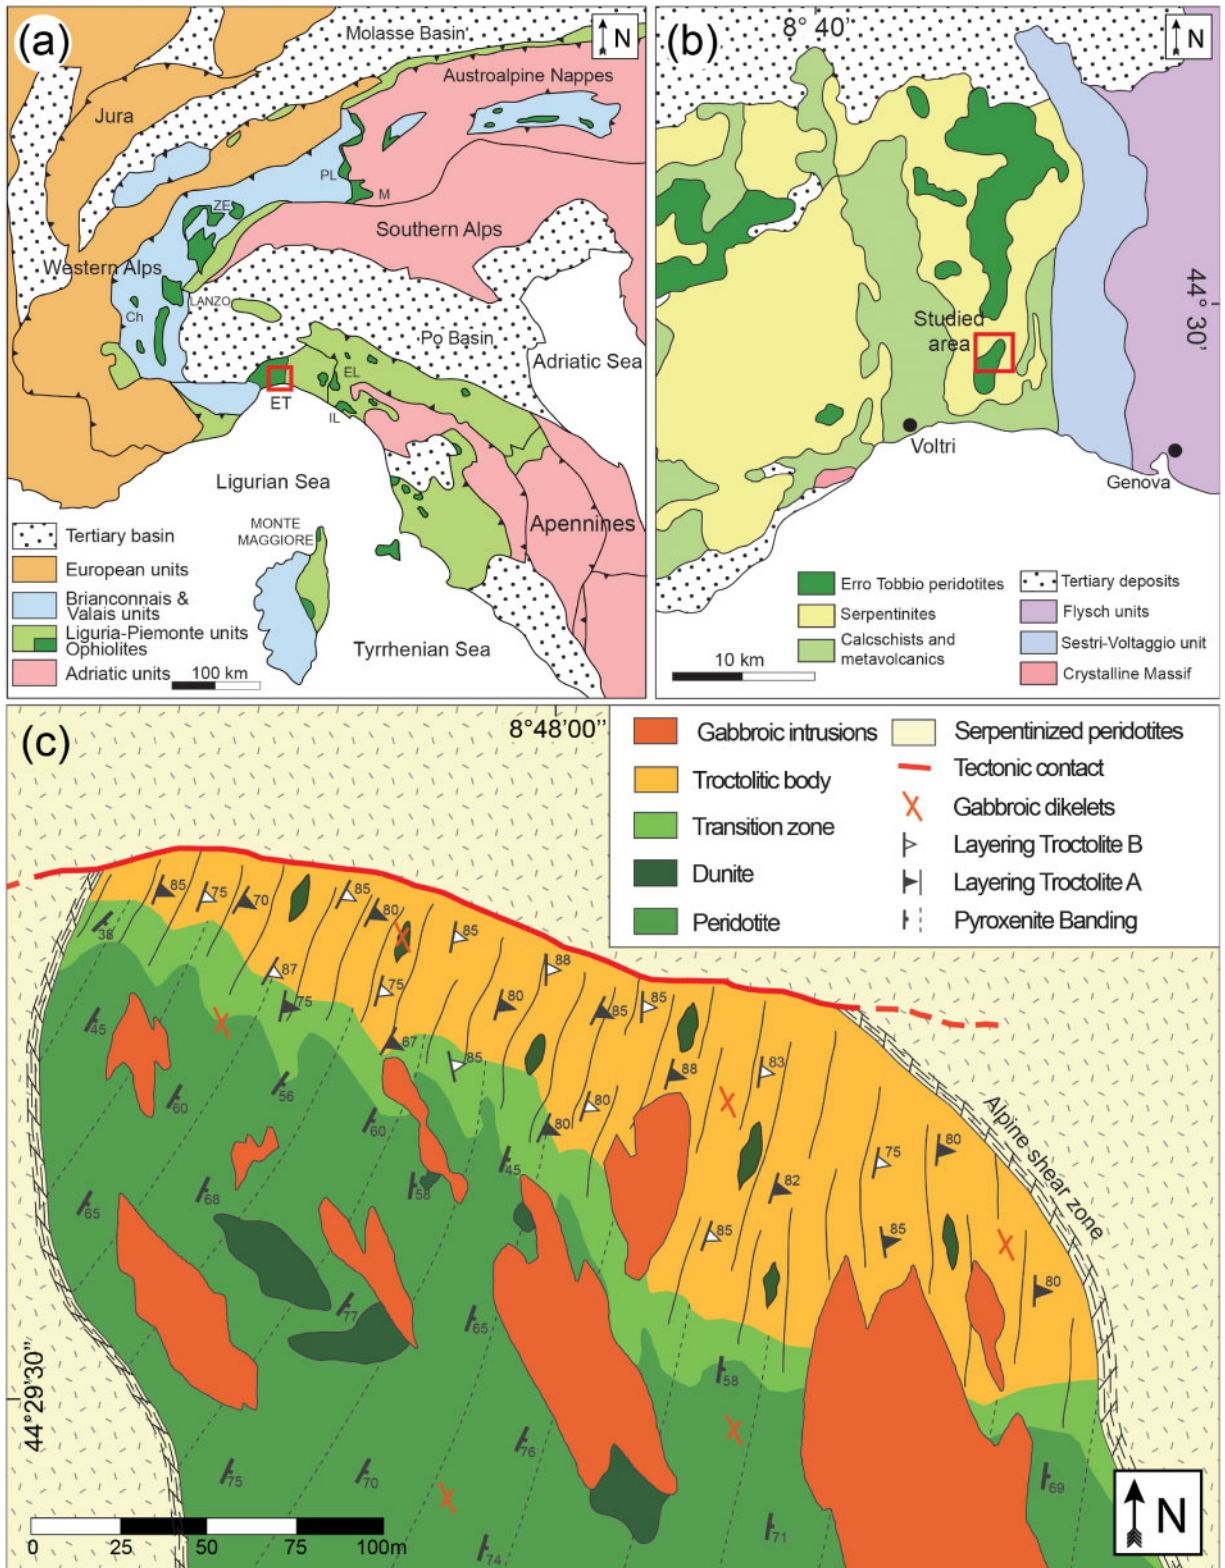 (a)
N
Molasse Basin
Austroalpine Nappes
Jura
PL
M
ZE
Southern Alps
Western Alps
LANZO
Ch
Po Basin
Adriatic Sea
EL
ET
IL
Ligurian Sea
MONTE
MAGGIORE
Apennines
Tyrrhenian Sea
Tertiary basin
European units
Brianconnais &
Valais units
Liguria-Piemonte units
Ophiolites
Adriatic units
100 km
(b)
8° 40'
N
44°
30'
Studied
area
Voltri
Genova
Erro Tobbio peridotites
Serpentinites
Calcschists and
metavolcanics
10 km
Tertiary deposits
Flysch units
Sestri-Voltaggio unit
Crystalline Massif
(c)
8°48'00''
Gabbroic intrusions
Troctolitic body
Transition zone
Dunite
Peridotite
Serpentinized peridotites
Tectonic contact
Gabbroic dikelets
Layering Troctolite B
Layering Troctolite A
Pyroxenite Banding
85
75
70
85
80
85
38
87
75
75
88
80
85
85
45
67
85
88
83
60
56
60
80
80
45
75
80
65
68
58
82
85
85
80
77
65
58
44°29'30''
75
70
76
69
74
71
Alpine shear zone
0
25
50
75
100m
N